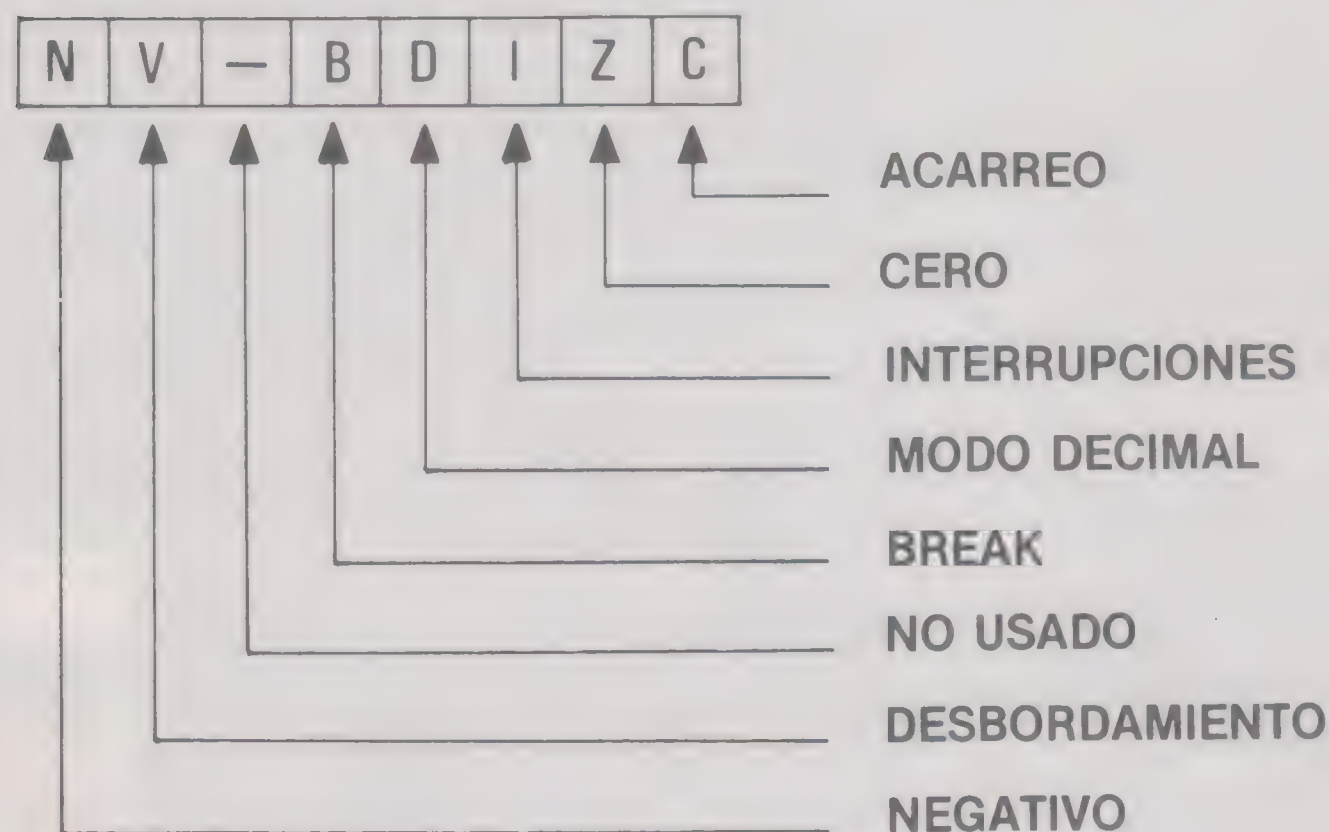 N V — B D I Z C
ACARREO
CERO
INTERRUPCIONES
MODO DECIMAL
BREAK
NO USADO
DESBORDAMIENTO
NEGATIVO